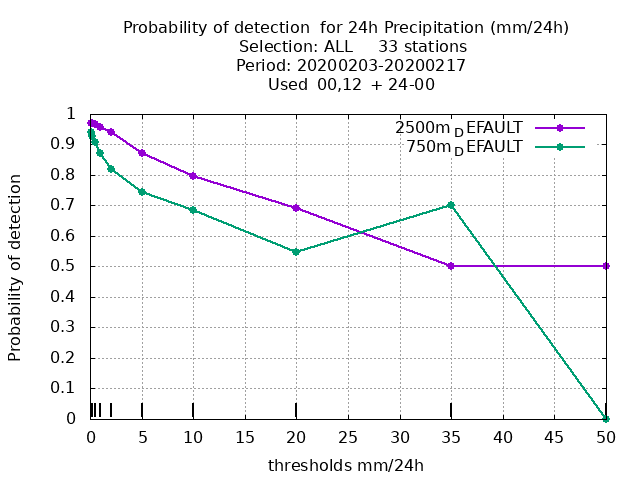 Probability of detection  for 24h Precipitation (mm/24h)
Selection: ALL     33 stations
Period: 20200203-20200217
Used  00,12  + 24-00
2500m_DEFAULT
750m_DEFAULT
Probability of detection
1
0.9
0.8
0.7
0.6
0.5
0.4
0.3
0.2
0.1
0
0 5 10 15 20 25 30 35 40 45 50
thresholds mm/24h